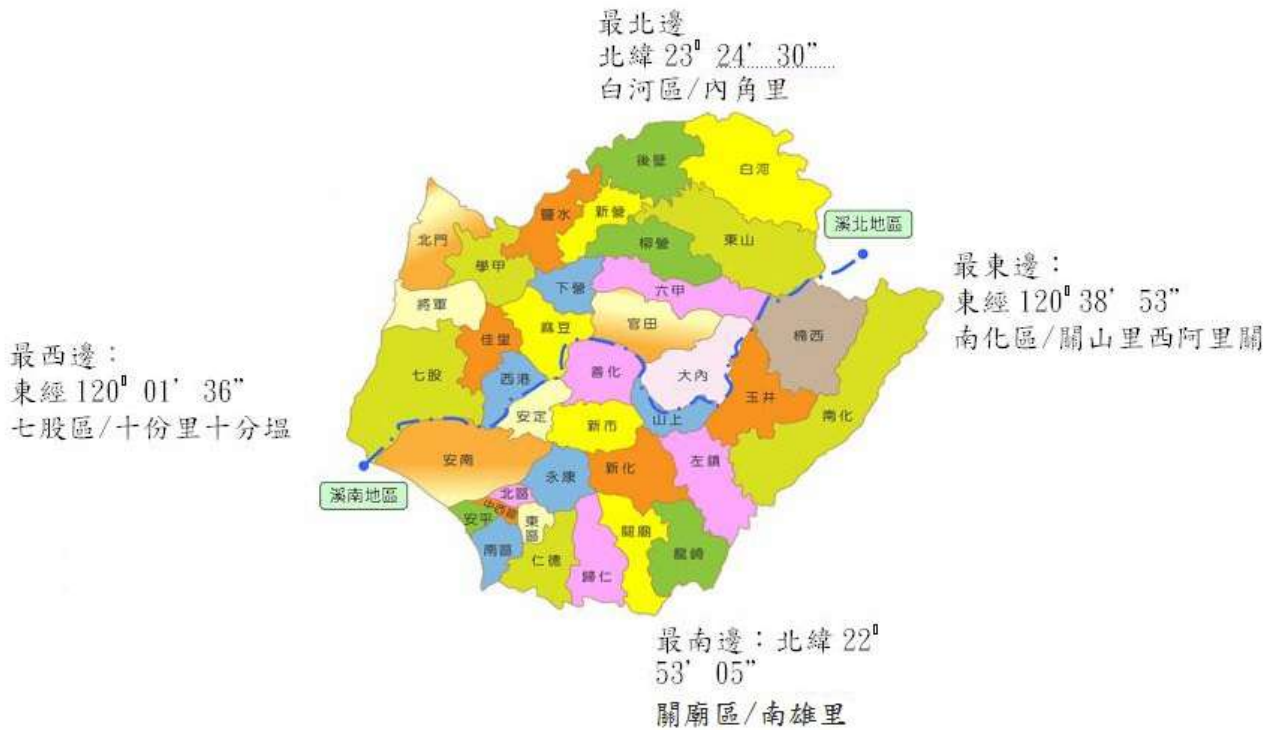 最北邊
北緯 23° 24' 30”
白河區/內角里
後壁
白河
鹽水
新營
溪北地區
北門
柳營
東山
學甲
最東邊：
東經 120° 38' 53”
南化區/關山里西阿里關
下營
六甲
將軍
官田
楠西
麻豆
佳里
最西邊：
東經 120° 01' 36”
七股區/十份里十分塭
七股
西港
善化
大內
玉井
南化
安定
山上
新市
安南
左鎮
永康
新化
溪南地區
北區
中西區
安平
東區
關廟
南區
仁德
龍崎
歸仁
最南邊：北緯 22°
53' 05”
關廟區/南雄里